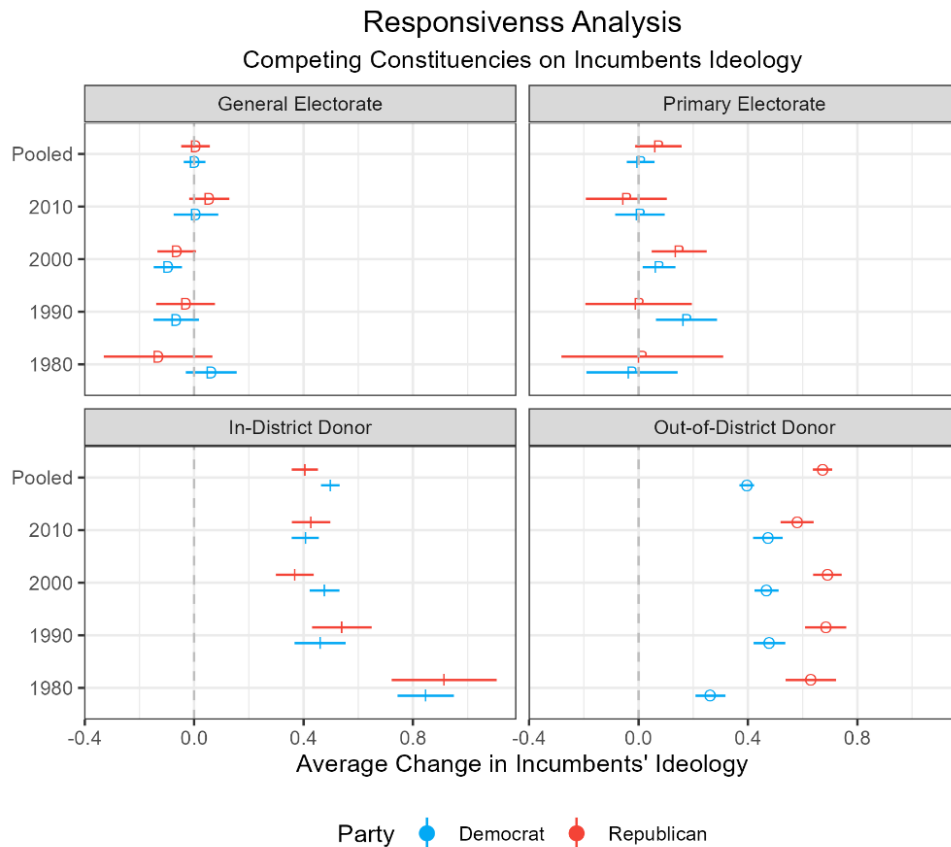 Responsivenss Analysis
Competing Constituencies on Incumbents Ideology
General Electorate
Primary Electorate
Pooled
2010
2000
1990
1980
In-District Donor
Out-of-District Donor
Pooled
2010
2000
1990
1980
-0.4 0.0 0.4 0.8 -0.4 0.0 0.4 0.8
Average Change in Incumbents' Ideology
Party Democrat Republican